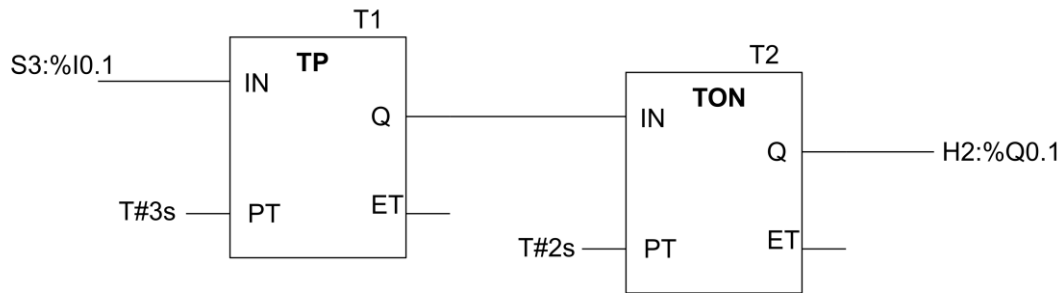 T1
S3:%I0.1
TP
IN
Q
T#3s
PT
ET
T2
TON
IN
Q
H2:%Q0.1
T#2s
PT
ET